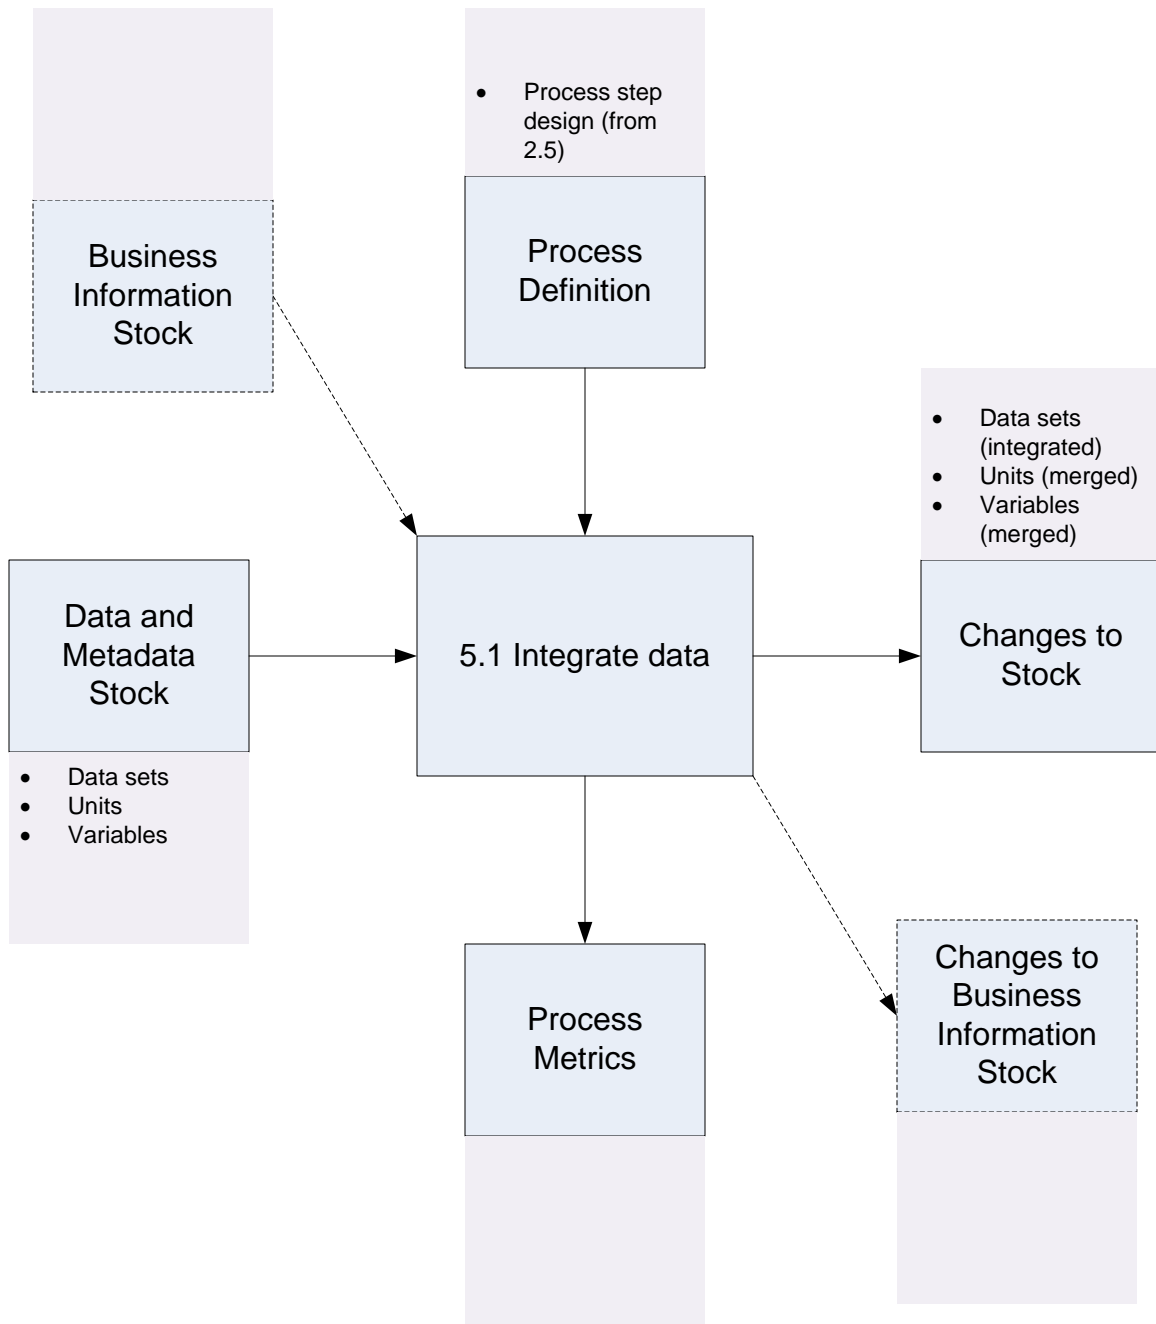 • Process step
design (from
2.5)
Business
Information
Stock
Process
Definition
• Data sets
(integrated)
• Units (merged)
• Variables
(merged)
Data and
Metadata
Stock
5.1 Integrate data
Changes to
Stock
• Data sets
• Units
• Variables
Process
Metrics
Changes to
Business
Information
Stock